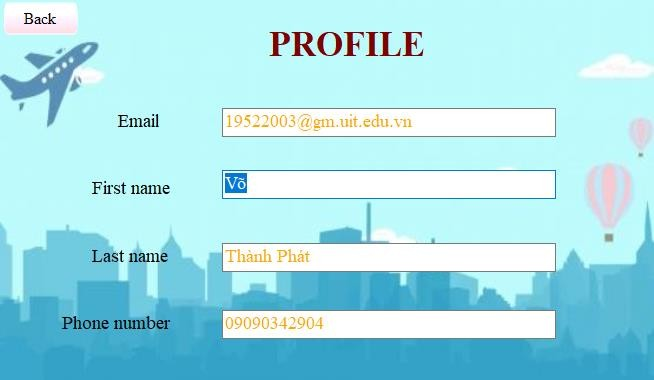 Back
PROFILE
Email 19522003@gm.uit.edu.vn
First name Võ
Last name Thành Phát
Phone number 09090342904